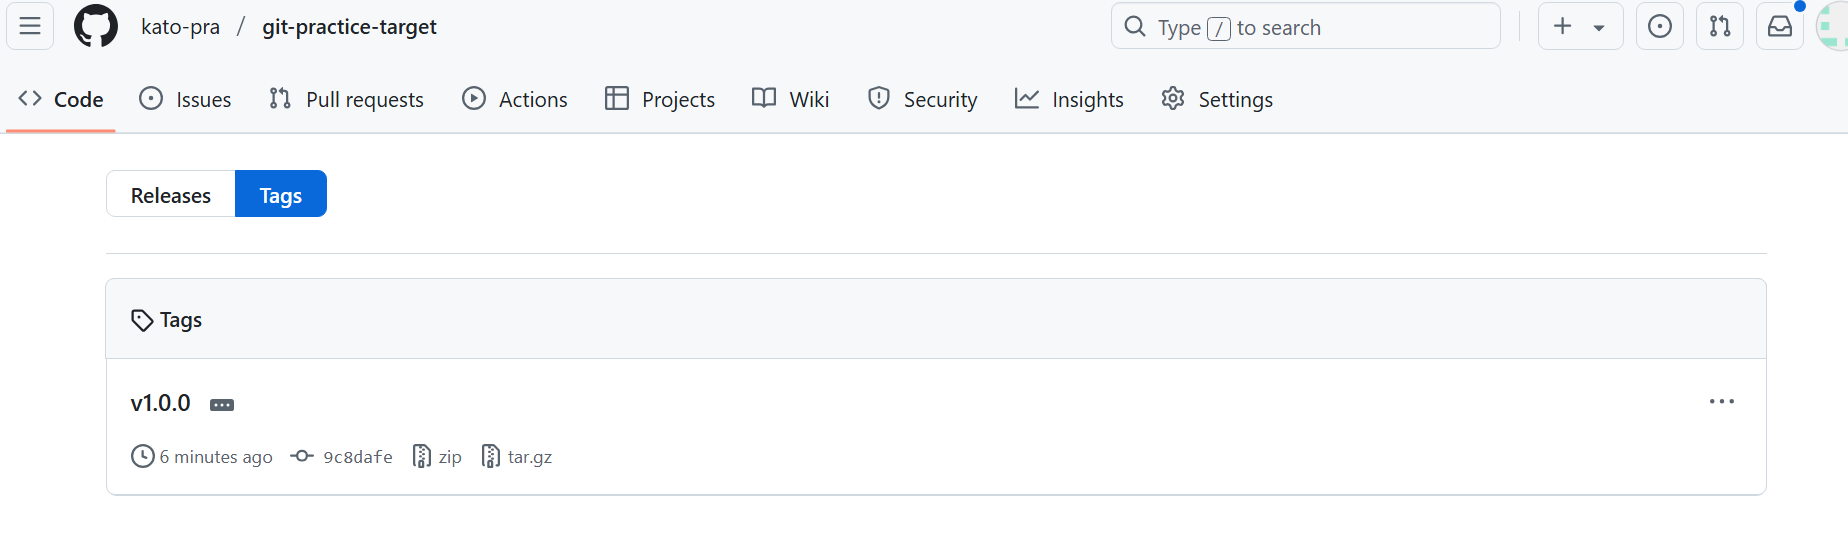 kato-pra / git-practice-target
Type / to search
Code Issues Pull requests Actions Projects Wiki Security Insights Settings
Releases Tags
Tags
v1.0.0
6 minutes ago 9c8dafe zip tar.gz